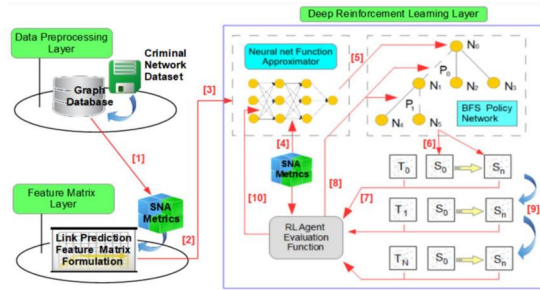 Deep Reinforcement Learning Layer
Data Preprocessing
Layer
Criminal
Network
Dataset
Graph
Database
[1]
Feature Matrix
Layer
SNA
Metrics
[2]
Link Prediction
Feature Matrix
Formulation
[3]
Neural net Function
Approximator
[4]
SNA
Metrics
[5]
N0
P0
N1
N2
N3
P1
N4
N5
BFS Policy
Network
[6]
[10]
[8]
[7]
RL Agent
Evaluation
Function
T0
S0
Sn
T1
S0
Sn
[9]
TN
S0
Sn